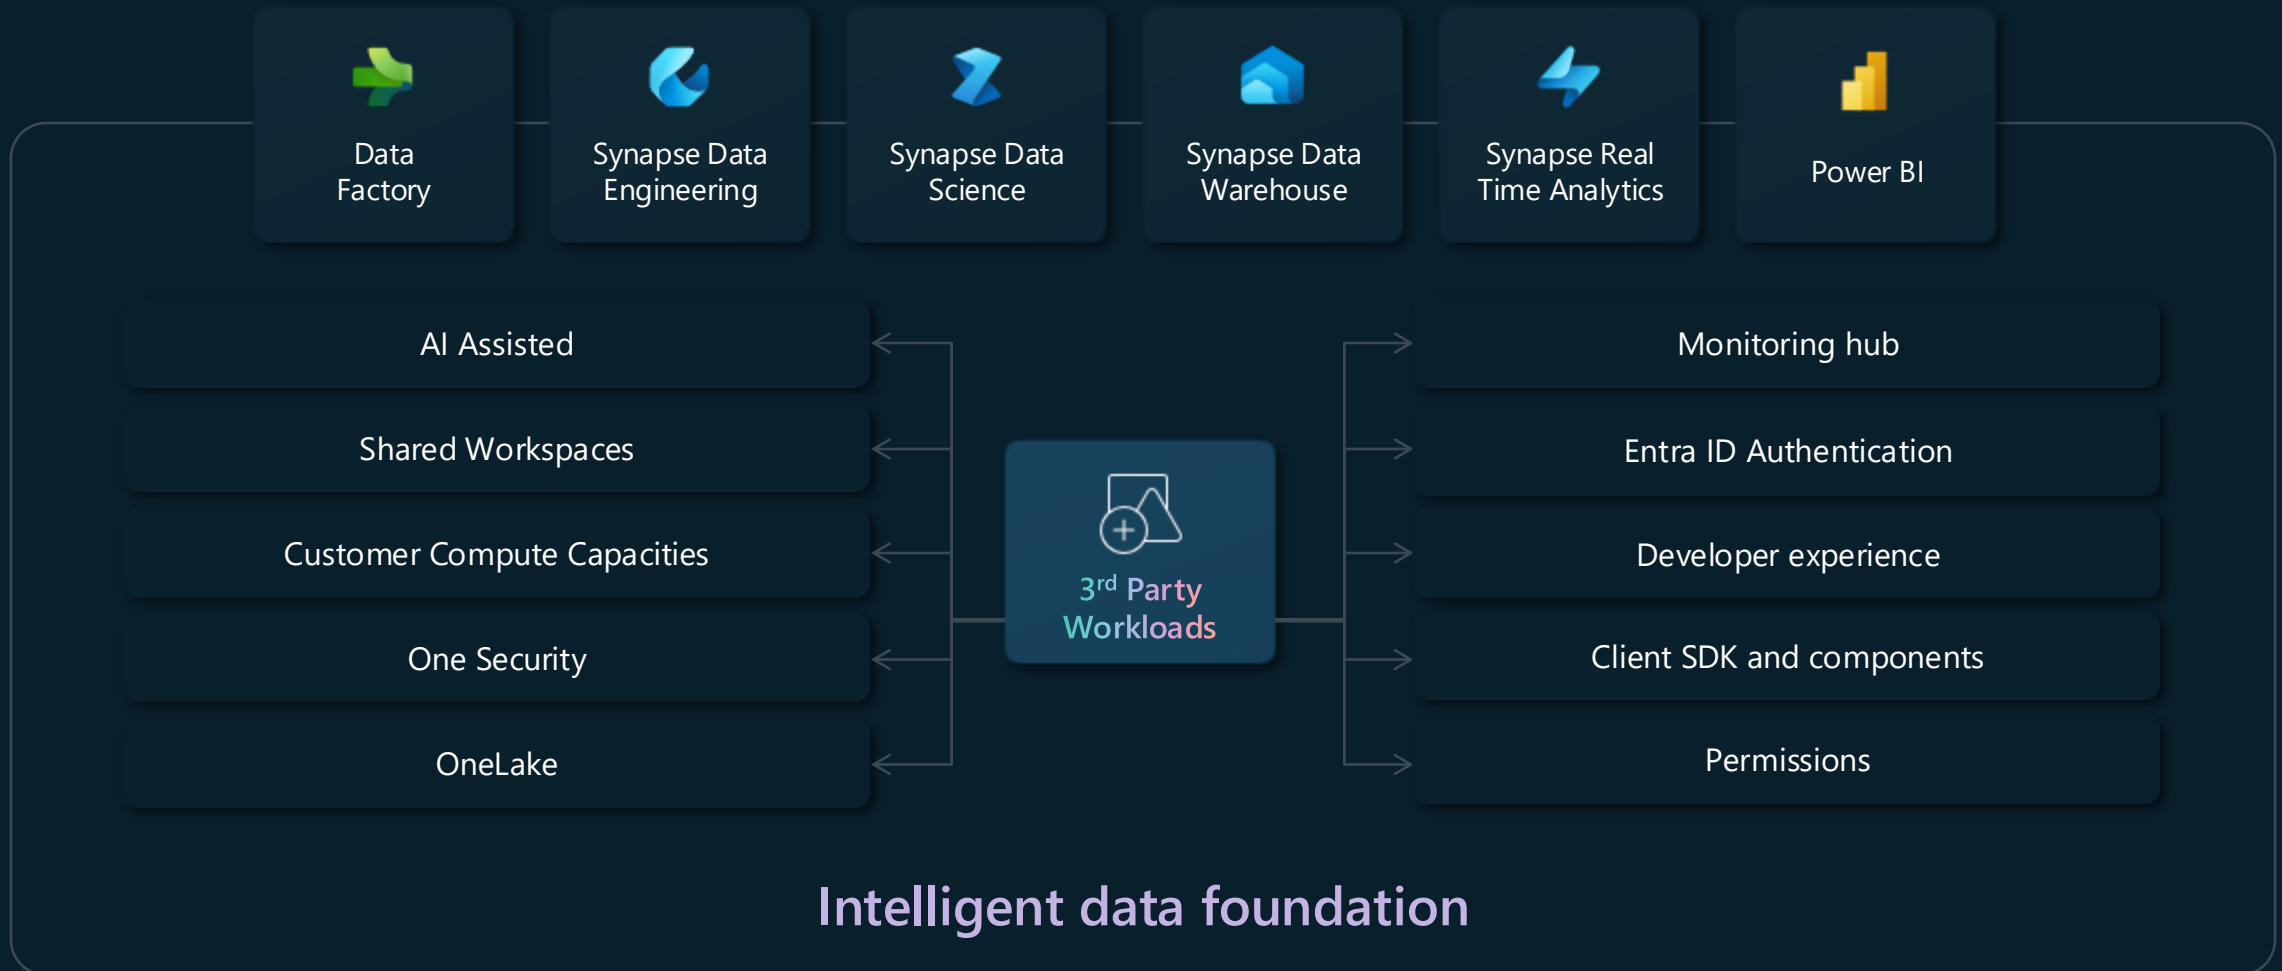 Data
Factory
Synapse Data
Engineering
Synapse Data
Science
Synapse Data
Warehouse
Synapse Real
Time Analytics
Power BI
AI Assisted
Shared Workspaces
Customer Compute Capacities
One Security
OneLake
3rd Party
Workloads
Monitoring hub
Entra ID Authentication
Developer experience
Client SDK and components
Permissions
Intelligent data foundation